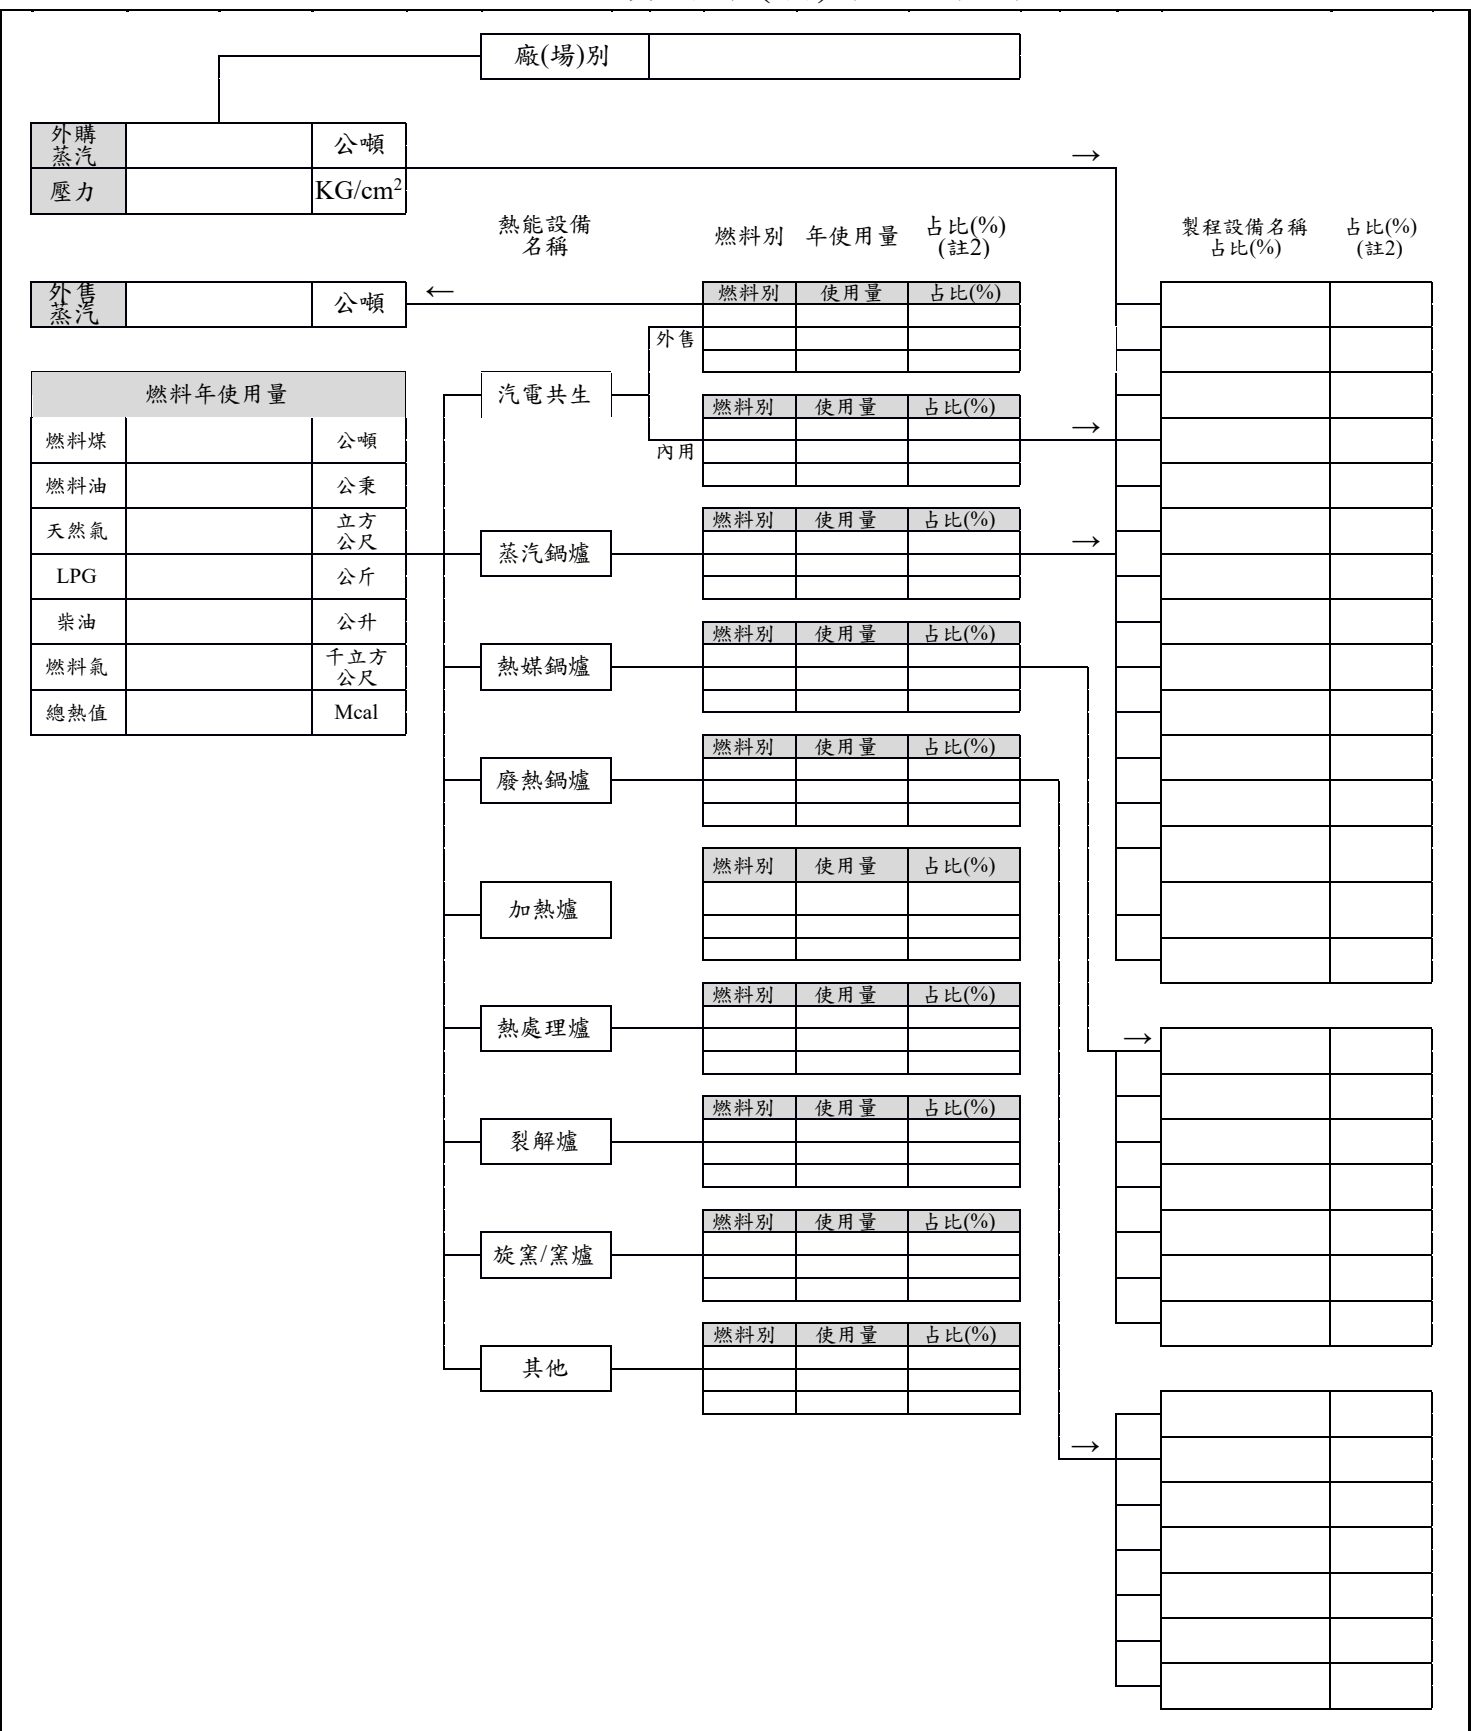 廠(場)別
外購
蒸汽
公噸
→
壓力
KG/cm²
熱能設備
名稱
燃料別
年使用量
占比(%)
(註2)
製程設備名稱
占比(%)
占比(%)
(註2)
外售
蒸汽
公噸
←
燃料別 使用量 占比(%)
外售
燃料年使用量
汽電共生
燃料別 使用量 占比(%)
→
內用
燃料煤 公噸
燃料油 公秉
天然氣 立方
公尺
LPG 公斤
柴油 公升
燃料氣 千立方
公尺
總熱值 Mcal
燃料別 使用量 占比(%)
蒸汽鍋爐
→
燃料別 使用量 占比(%)
熱媒鍋爐
燃料別 使用量 占比(%)
廢熱鍋爐
燃料別 使用量 占比(%)
加熱爐
燃料別 使用量 占比(%)
熱處理爐
→
燃料別 使用量 占比(%)
裂解爐
燃料別 使用量 占比(%)
旋窯/窯爐
燃料別 使用量 占比(%)
其他
→